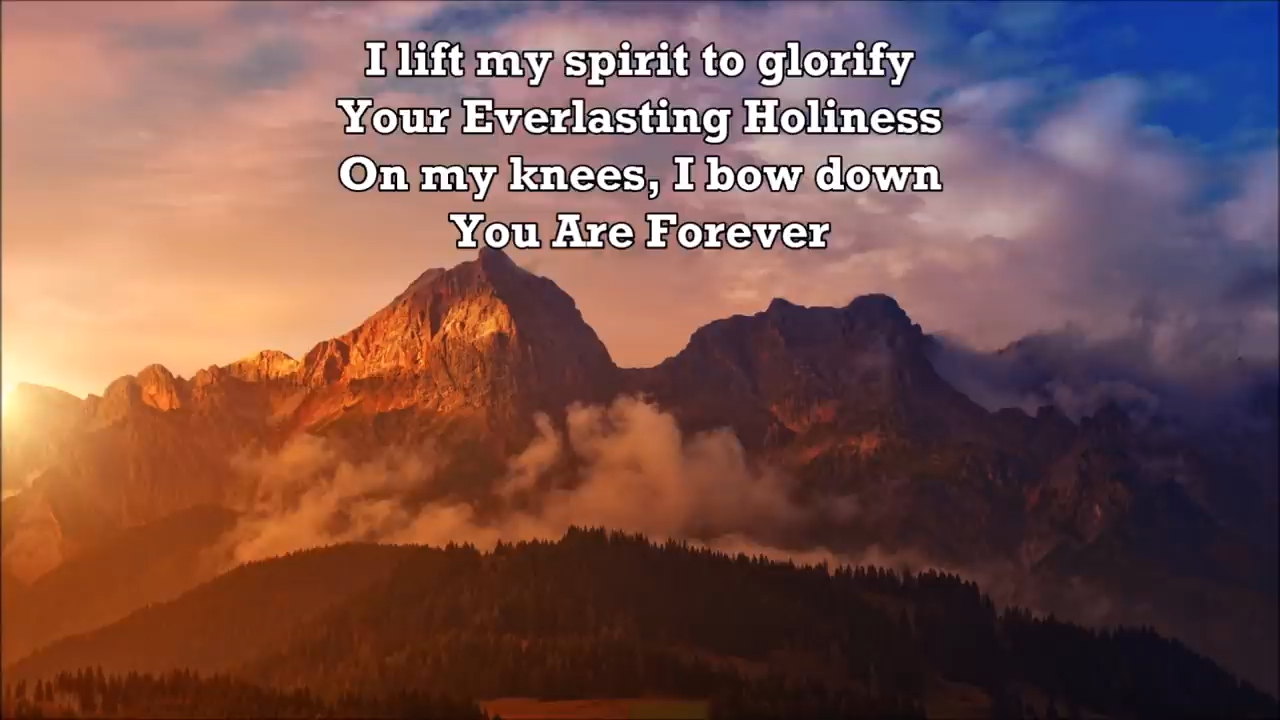 I lift my spirit to glorify
Your Everlasting Holiness
On my knees, I bow down
You Are Forever